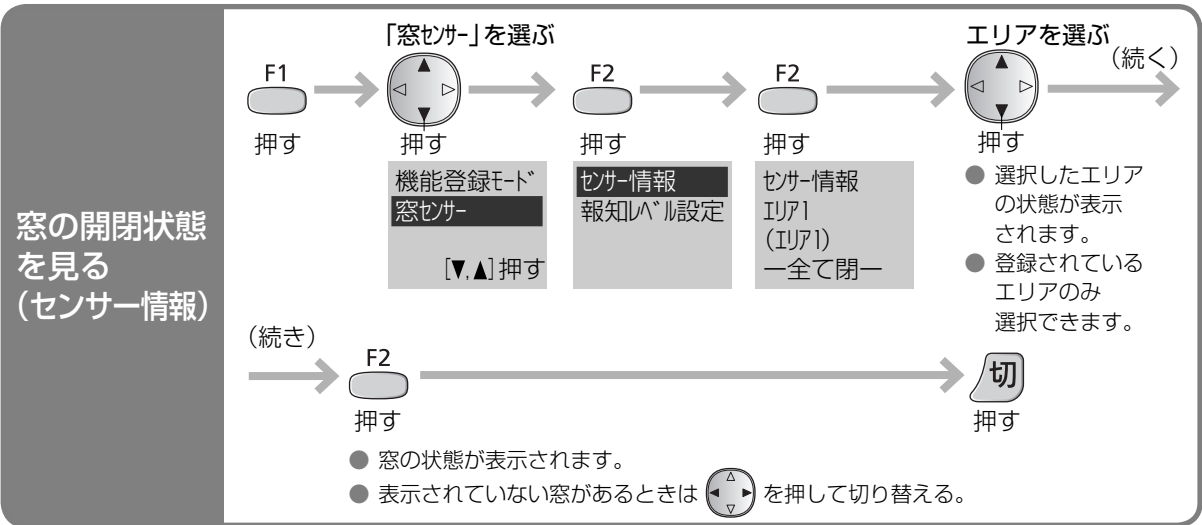 窓の開閉状態
を見る
(センサー情報)
「窓ｾﾝｻｰ」を選ぶ
エリアを選ぶ
(続く)
F1
F2
F2
押す
押す
押す
押す
押す
機能登録ﾓｰﾄﾞ
窓ｾﾝｻｰ
[▼,▲]押す
ｾﾝｻｰ情報
報知ﾚﾍﾞﾙ設定
ｾﾝｻｰ情報
ｴﾘｱ1
(ｴﾘｱ1)
ー全て閉ー
● 選択したエリア
の状態が表示
されます。
● 登録されている
エリアのみ
選択できます。
(続き)
F2
切
押す
押す
● 窓の状態が表示されます。
● 表示されていない窓があるときは を押して切り替える。